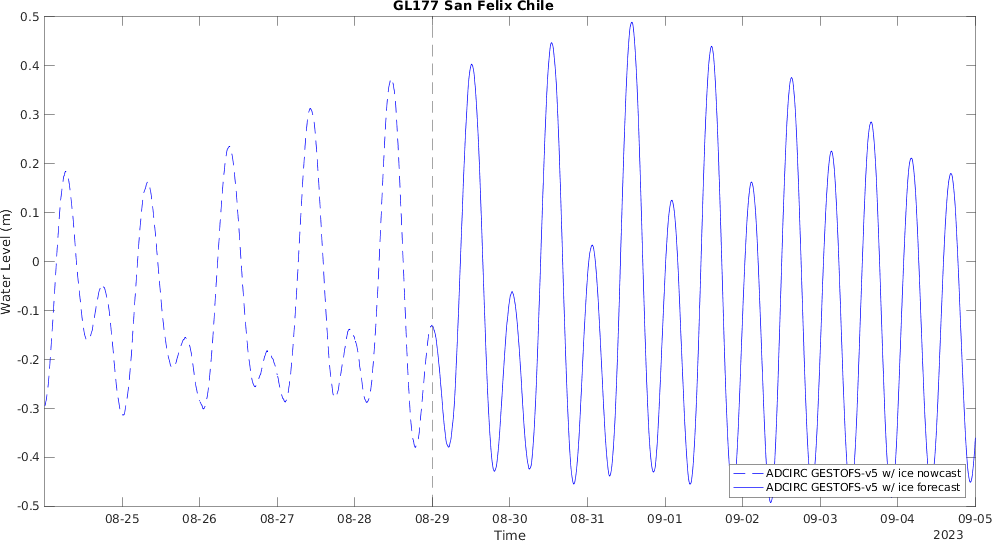 GL177 San Felix Chile
Water Level (m)
0.5
0.4
0.3
0.2
0.1
0
-0.1
-0.2
-0.3
-0.4
-0.5
ADCIRC GESTOFS-v5 w/ ice nowcast
ADCIRC GESTOFS-v5 w/ ice forecast
08-25 08-26 08-27 08-28 08-29 08-30 08-31 09-01 09-02 09-03 09-04 09-05
Time
2023